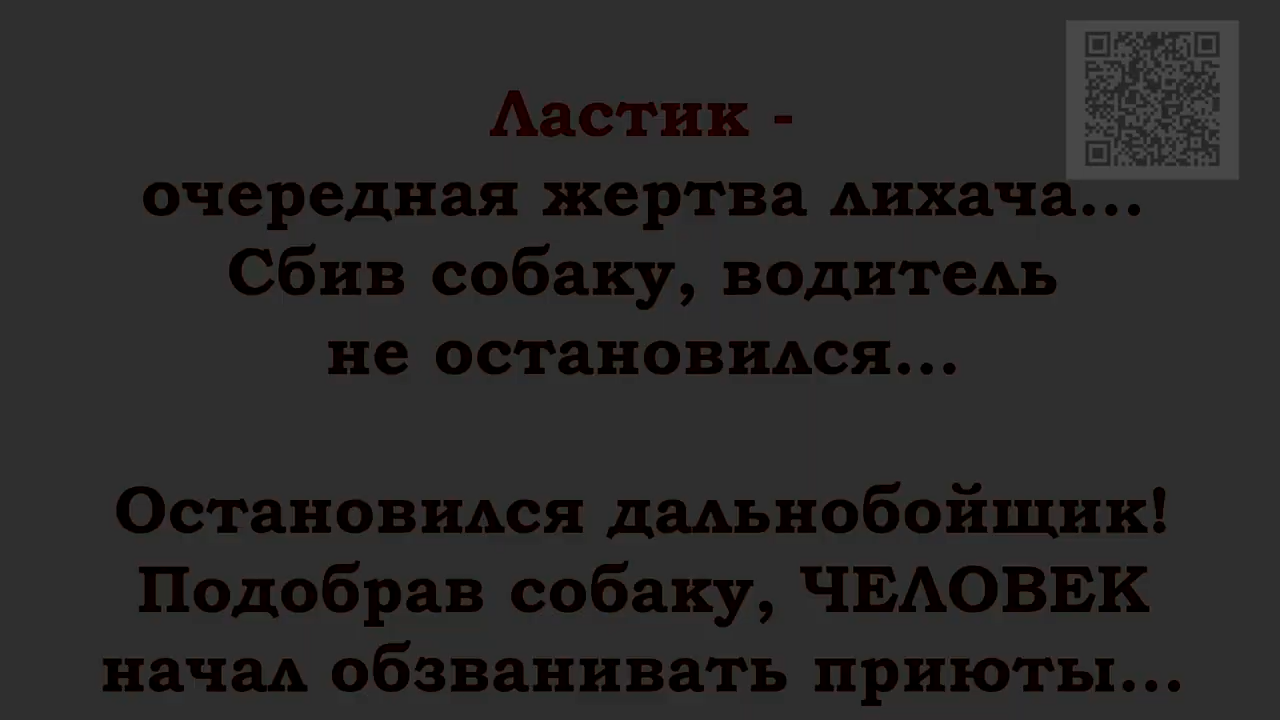 Ластик -
очередная жертва лихача...
Сбив собаку, водитель
не остановился...
Остановился дальнобойщик!
Подобрав собаку, ЧЕЛОВЕК
начал обзванивать приюты...